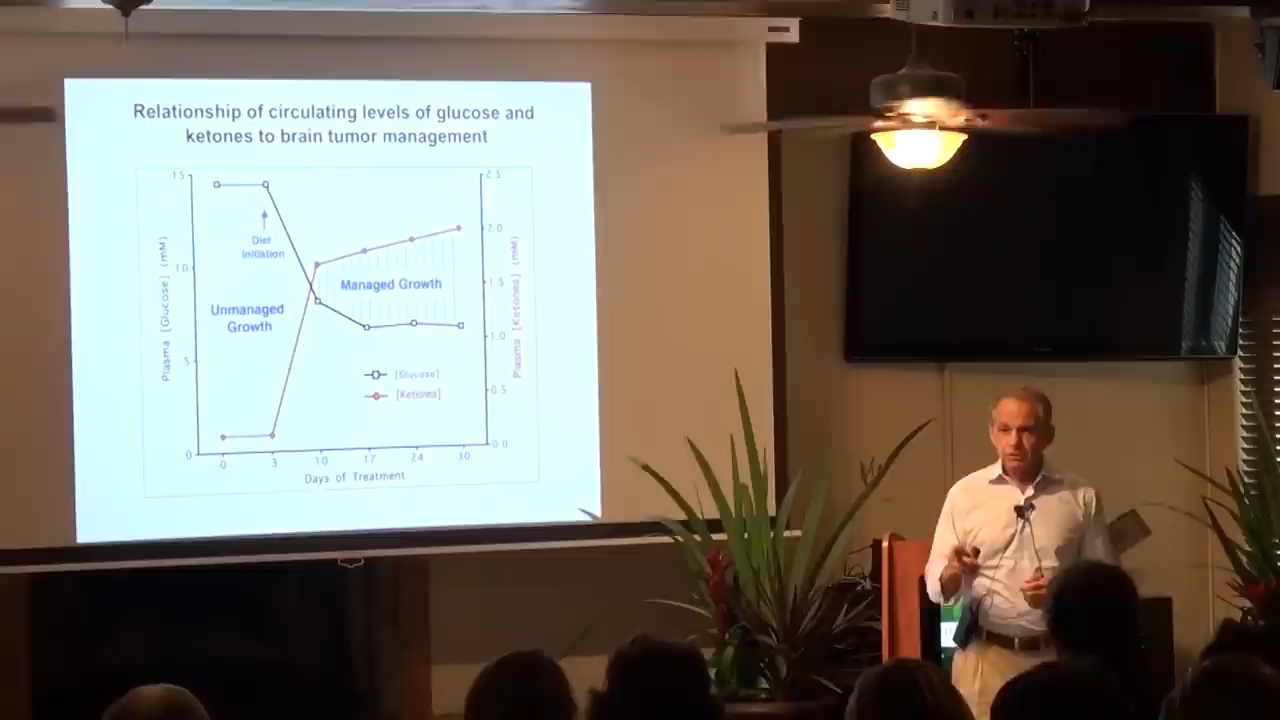 Relationship of circulating levels of glucose and
ketones to brain tumor management
15
10
5
0
Plasma [Glucose] (mM)
2.5
2.0
1.5
1.0
0.5
0.0
Plasma [Ketones] (mM)
Diet
Initiation
Unmanaged
Growth
Managed Growth
[Glucose]
[Ketones]
0 3 10 17 24 30
Days of Treatment